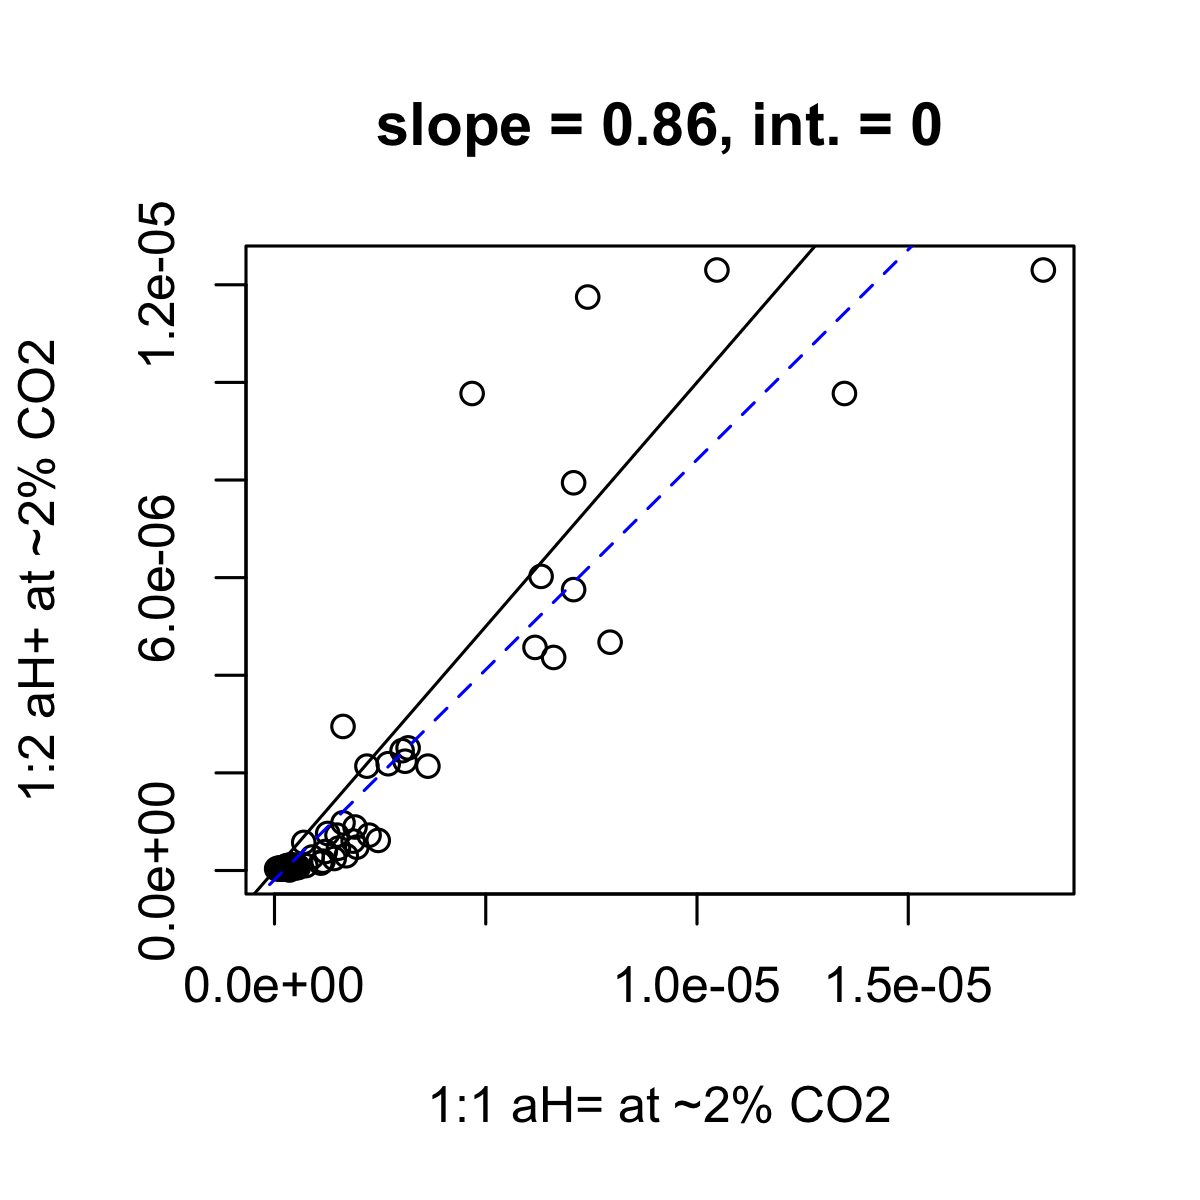 slope = 0.86, int. = 0
1:2 aH+ at ~2% CO2
1.2e-05
6.0e-06
0.0e+00
0.0e+00
1.0e-05
1.5e-05
1:1 aH= at ~2% CO2